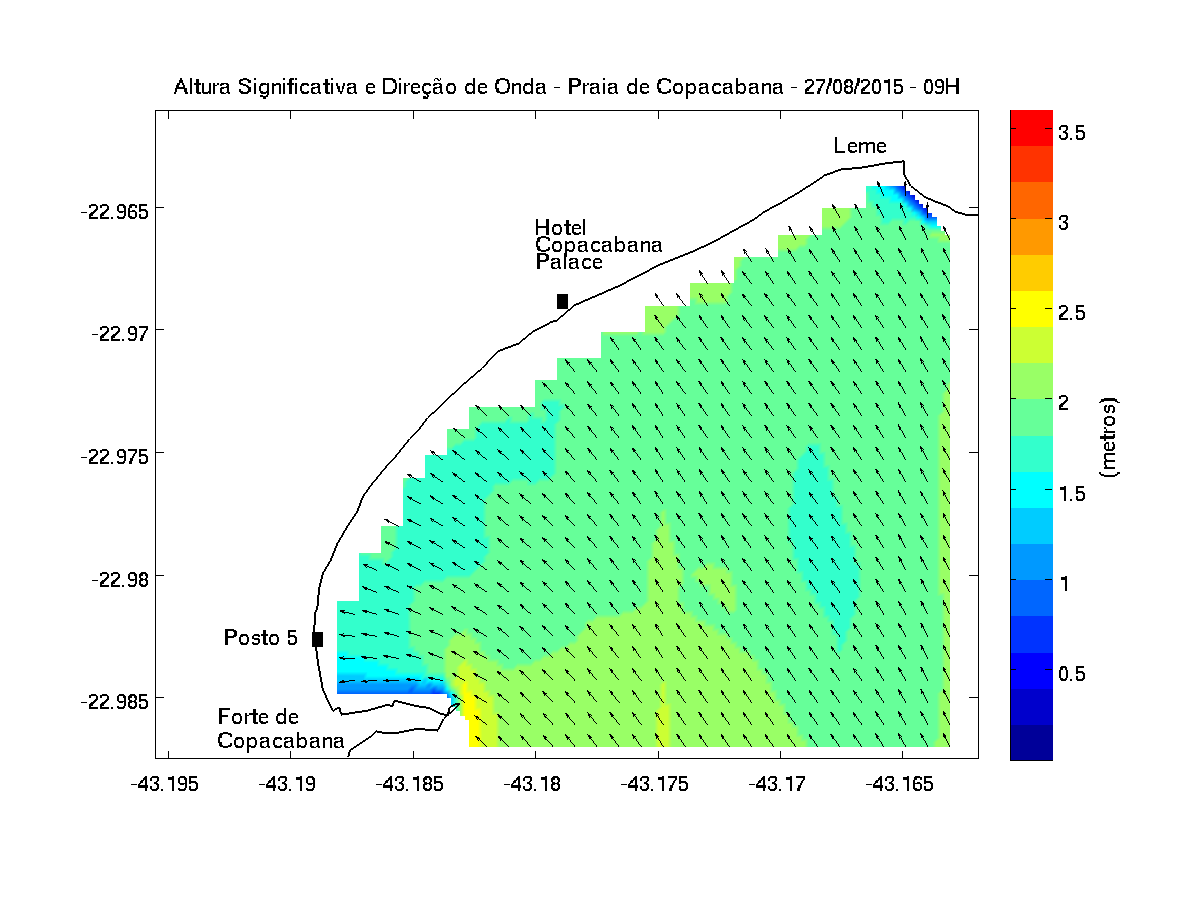 Altura Significativa e Direção de Onda - Praia de Copacabana - 27/08/2015 - 09H
Leme
Hotel
Copacabana
Palace
Posto 5
Forte de
Copacabana
-22.965
-22.97
-22.975
-22.98
-22.985
-43.195
-43.19
-43.185
-43.18
-43.175
-43.17
-43.165
3.5
3
2.5
2
1.5
1
0.5
(metros)